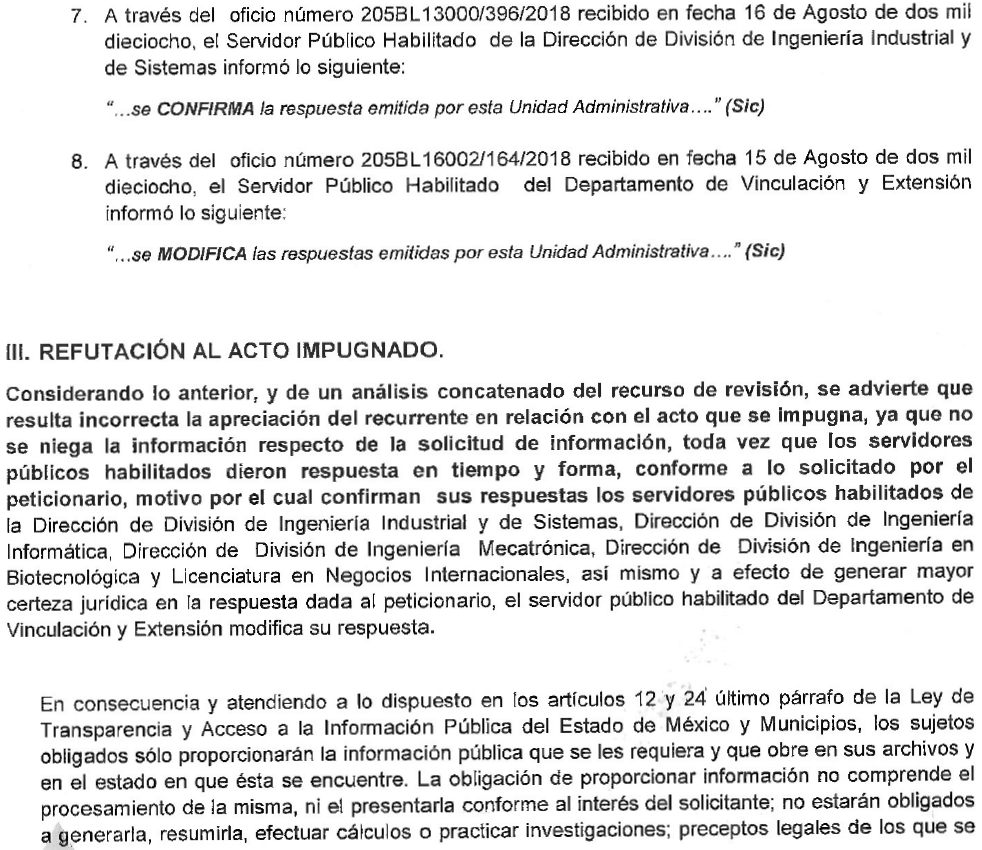 7. A través del oficio número 205BL13000/396/2018 recibido en fecha 16 de Agosto de dos mil
dieciocho, el Servidor Público Habilitado de la Dirección de División de Ingeniería Industrial y
de Sistemas informó lo siguiente:
“...se CONFIRMA la respuesta emitida por esta Unidad Administrativa....” (Sic)
8. A través del oficio número 205BL16002/164/2018 recibido en fecha 15 de Agosto de dos mil
dieciocho, el Servidor Público Habilitado del Departamento de Vinculación y Extensión
informó lo siguiente:
“...se MODIFICA las respuestas emitidas por esta Unidad Administrativa....” (Sic)
III. REFUTACIÓN AL ACTO IMPUGNADO.
Considerando lo anterior, y de un análisis concatenado del recurso de revisión, se advierte que
resulta incorrecta la apreciación del recurrente en relación con el acto que se impugna, ya que no
se niega la información respecto de la solicitud de información, toda vez que los servidores
públicos habilitados dieron respuesta en tiempo y forma, conforme a lo solicitado por el
peticionario, motivo por el cual confirman sus respuestas los servidores públicos habilitados de
la Dirección de División de Ingeniería Industrial y de Sistemas, Dirección de División de Ingeniería
Informática, Dirección de División de Ingeniería Mecatrónica, Dirección de División de Ingeniería en
Biotecnológica y Licenciatura en Negocios Internacionales, así mismo y a efecto de generar mayor
certeza jurídica en la respuesta dada al peticionario, el servidor público habilitado del Departamento de
Vinculación y Extensión modifica su respuesta.
En consecuencia y atendiendo a lo dispuesto en los artículos 12 y 24 último párrafo de la Ley de
Transparencia y Acceso a la Información Pública del Estado de México y Municipios, los sujetos
obligados sólo proporcionarán la información pública que se les requiera y que obre en sus archivos y
en el estado en que ésta se encuentre. La obligación de proporcionar información no comprende el
procesamiento de la misma, ni el presentarla conforme al interés del solicitante; no estarán obligados
a generarla, resumirla, efectuar cálculos o practicar investigaciones; preceptos legales de los que se